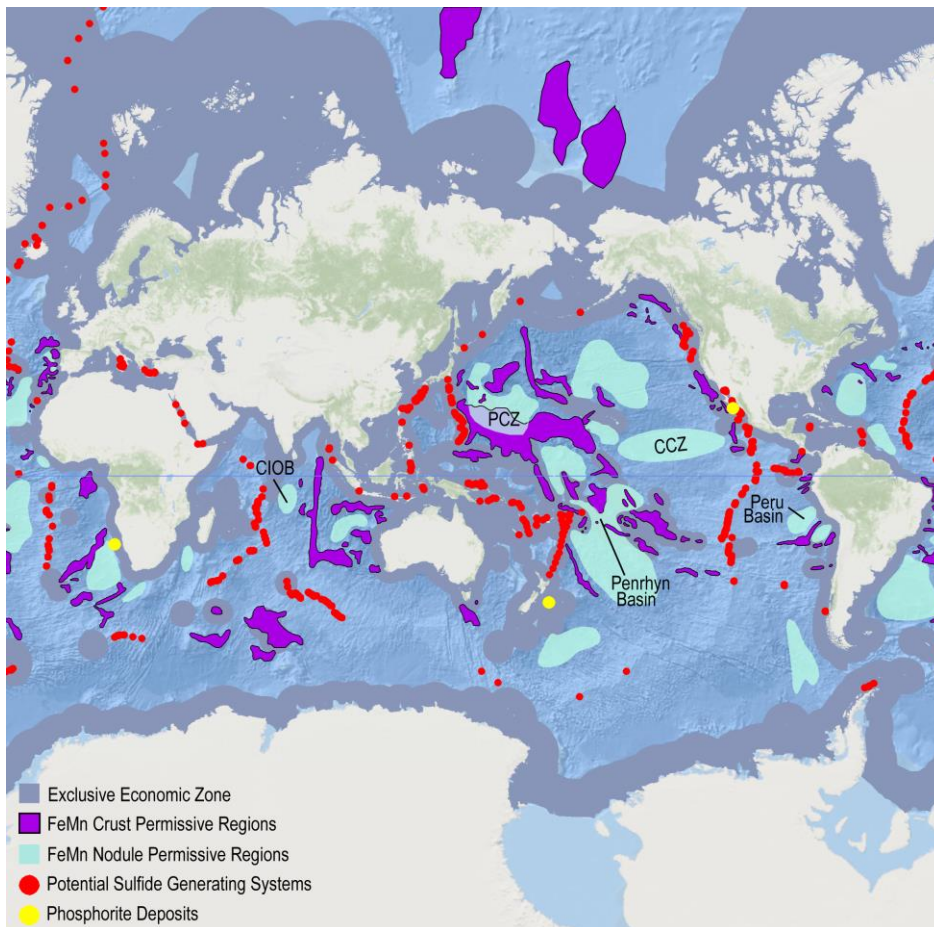 PCZ
CCZ
CIOB
Peru
Basin
Penrhyn
Basin
Exclusive Economic Zone
FeMn Crust Permissive Regions
FeMn Nodule Permissive Regions
Potential Sulfide Generating Systems
Phosphorite Deposits